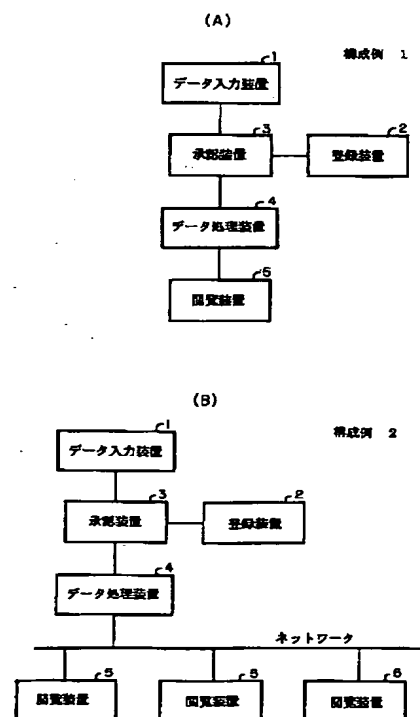 (A)
構成例 1
1
データ入力装置
3
2
承認装置
登録装置
4
データ処理装置
5
閲覧装置
(B)
構成例 2
1
データ入力装置
3
2
承認装置
登録装置
4
データ処理装置
ネットワーク
5
5
6
閲覧装置
閲覧装置
閲覧装置